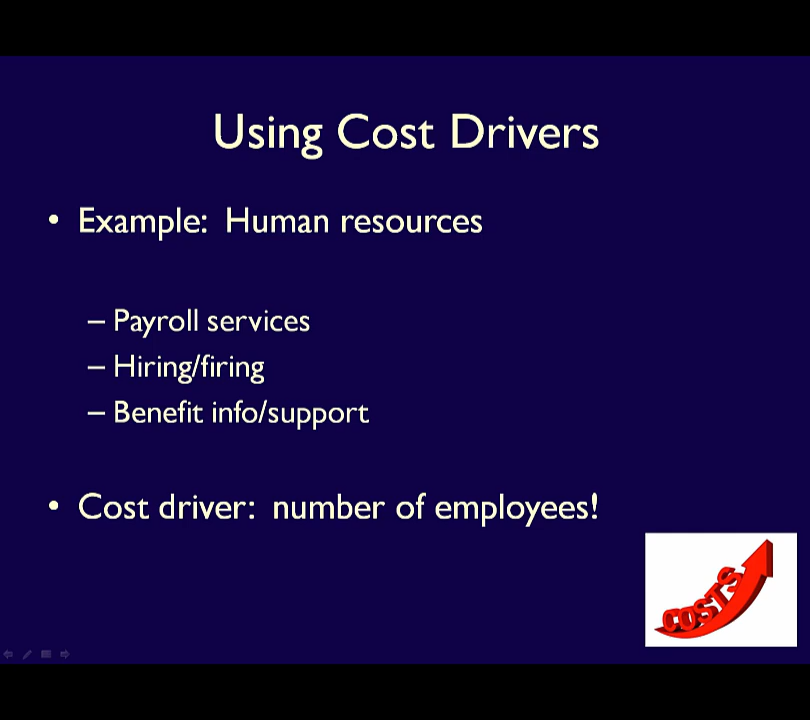 Using Cost Drivers
• Example: Human resources
– Payroll services
– Hiring/firing
– Benefit info/support
• Cost driver: number of employees!
COSTS